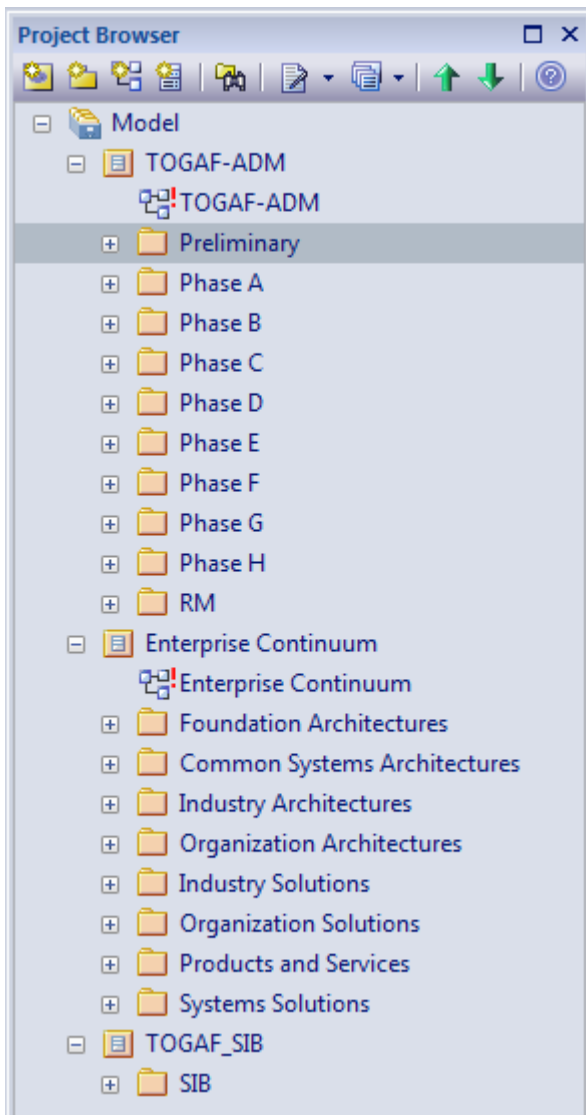 Project Browser
Model
TOGAF-ADM
TOGAF-ADM
Preliminary
Phase A
Phase B
Phase C
Phase D
Phase E
Phase F
Phase G
Phase H
RM
Enterprise Continuum
Enterprise Continuum
Foundation Architectures
Common Systems Architectures
Industry Architectures
Organization Architectures
Industry Solutions
Organization Solutions
Products and Services
Systems Solutions
TOGAF_SIB
SIB